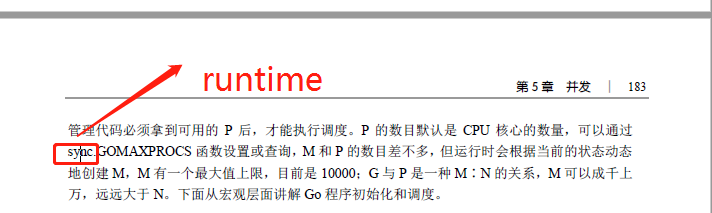 runtime
第 5 章 并发 | 183
管理代码必须拿到可用的 P 后，才能执行调度。P 的数目默认是 CPU 核心的数量，可以通过
sync.GOMAXPROCS 函数设置或查询，M 和 P 的数目差不多，但运行时会根据当前的状态动态
地创建 M，M 有一个最大值上限，目前是 10000；G 与 P 是一种 M∶N 的关系，M 可以成千上
万，远远大于 N。下面从宏观层面讲解 Go 程序初始化和调度。